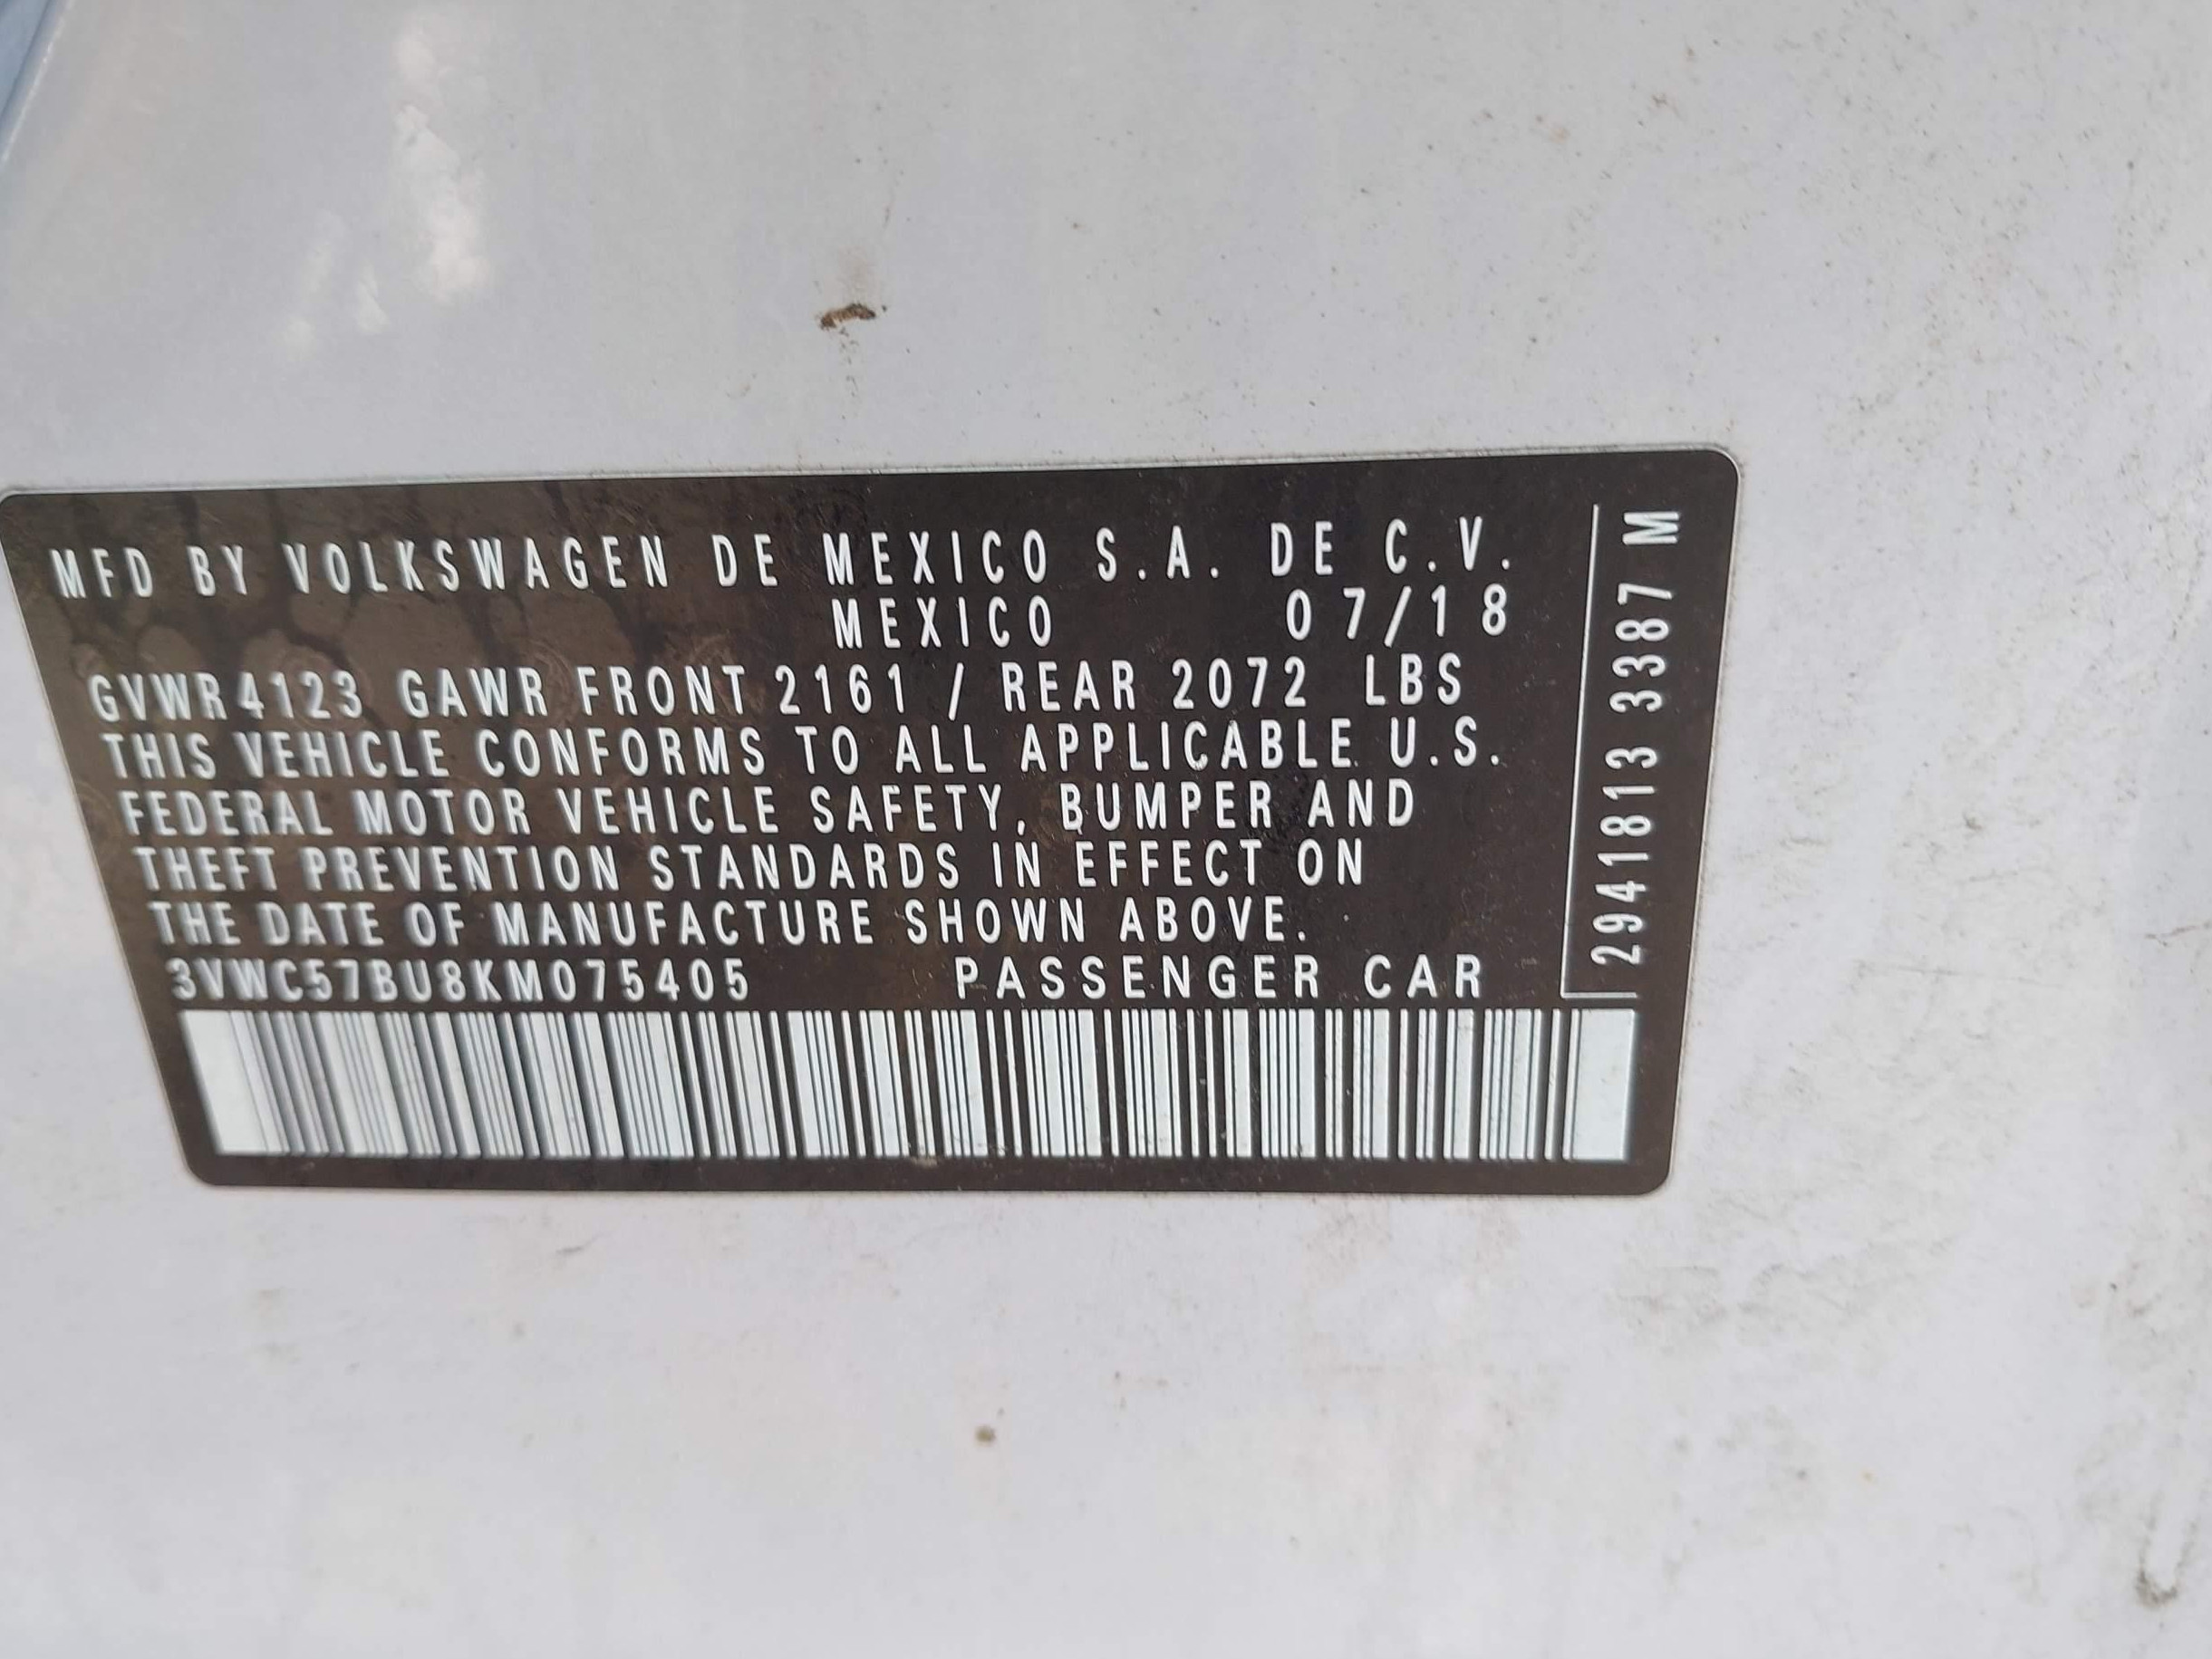 MFD BY VOLKSWAGEN DE MEXICO S.A. DE C.V.
MEXICO 07/18
GVWR 4123 GAWR FRONT 2161 / REAR 2072 LBS
THIS VEHICLE CONFORMS TO ALL APPLICABLE U.S.
FEDERAL MOTOR VEHICLE SAFETY, BUMPER AND
THEFT PREVENTION STANDARDS IN EFFECT ON
THE DATE OF MANUFACTURE SHOWN ABOVE.
3VWC57BU8KM075405 PASSENGER CAR
2941813 3387 M